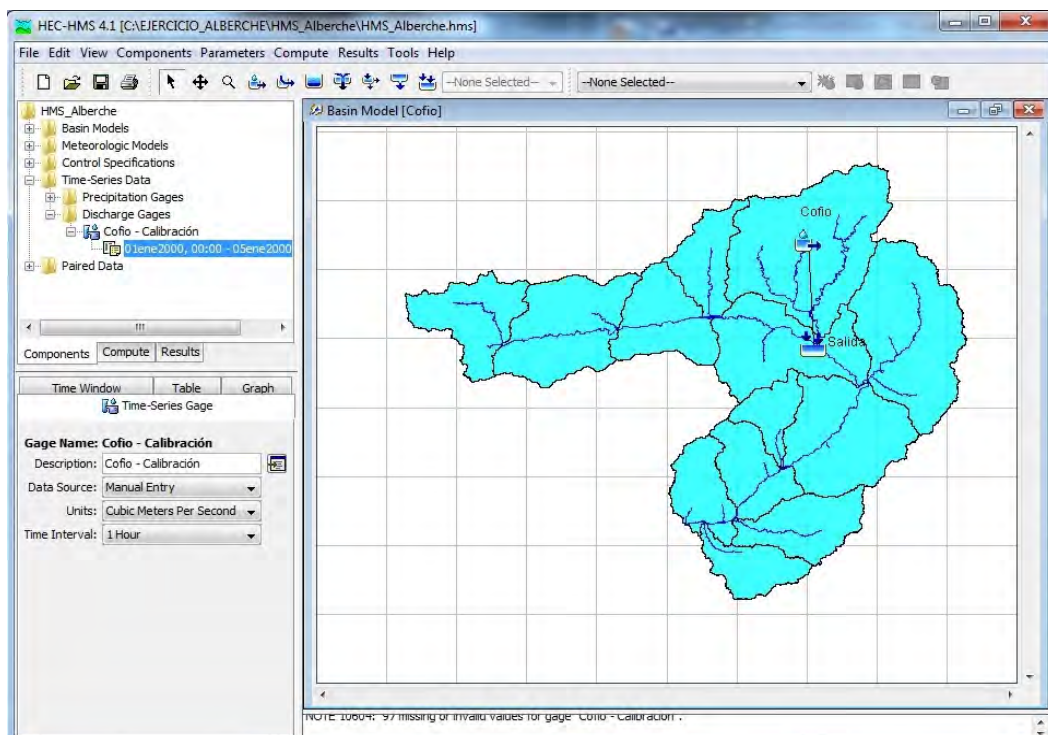 HEC-HMS 4.1 [C:\EJERCICIO_ALBERCHE\HMS_Alberche\HMS_Alberche.hms]
File Edit View Components Parameters Compute Results Tools Help
--None Selected-- --None Selected--
HMS_Alberche
Basin Models
Meteorologic Models
Control Specifications
Time-Series Data
Precipitation Gages
Discharge Gages
Cofio - Calibración
01ene2000, 00:00 - 05ene2000
Paired Data
Components Compute Results
Time Window Table Graph
Time-Series Gage
Gage Name: Cofio - Calibración
Description: Cofio - Calibración
Data Source: Manual Entry
Units: Cubic Meters Per Second
Time Interval: 1 Hour
Basin Model [Cofio]
Cofio
Salida
NOTE 10604: 97 missing or invalid values for gage "Cofio - Calibración".